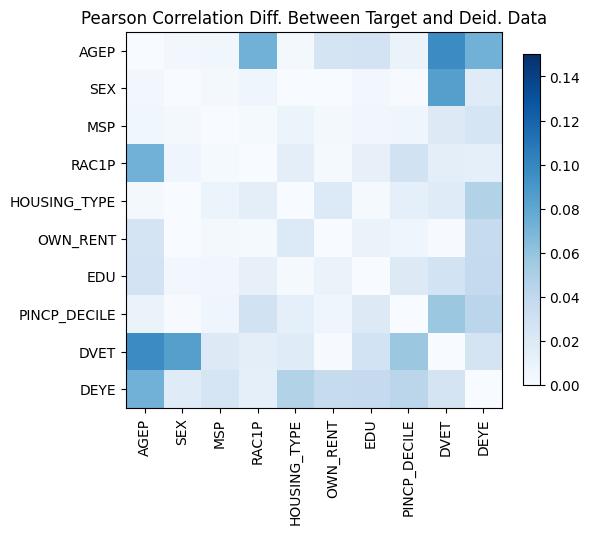 Pearson Correlation Diff. Between Target and Deid. Data
AGEP
SEX
MSP
RAC1P
HOUSING_TYPE
OWN_RENT
EDU
PINCP_DECILE
DVET
DEYE
0.14
0.12
0.10
0.08
0.06
0.04
0.02
0.00
AGEP
SEX
MSP
RAC1P
HOUSING_TYPE
OWN_RENT
EDU
PINCP_DECILE
DVET
DEYE